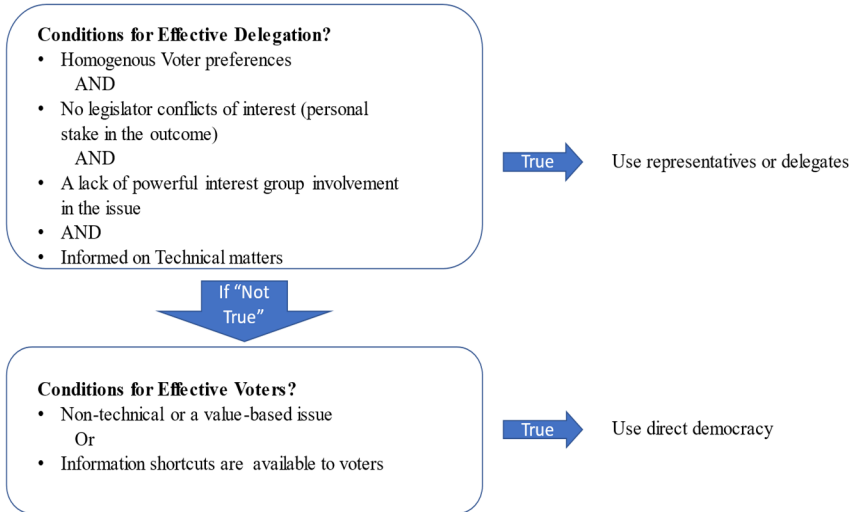 Conditions for Effective Delegation?
• Homogenous Voter preferences
AND
• No legislator conflicts of interest (personal
stake in the outcome)
AND
• A lack of powerful interest group involvement
in the issue
• AND
• Informed on Technical matters
True
Use representatives or delegates
If “Not
True”
Conditions for Effective Voters?
• Non-technical or a value-based issue
Or
• Information shortcuts are available to voters
True
Use direct democracy